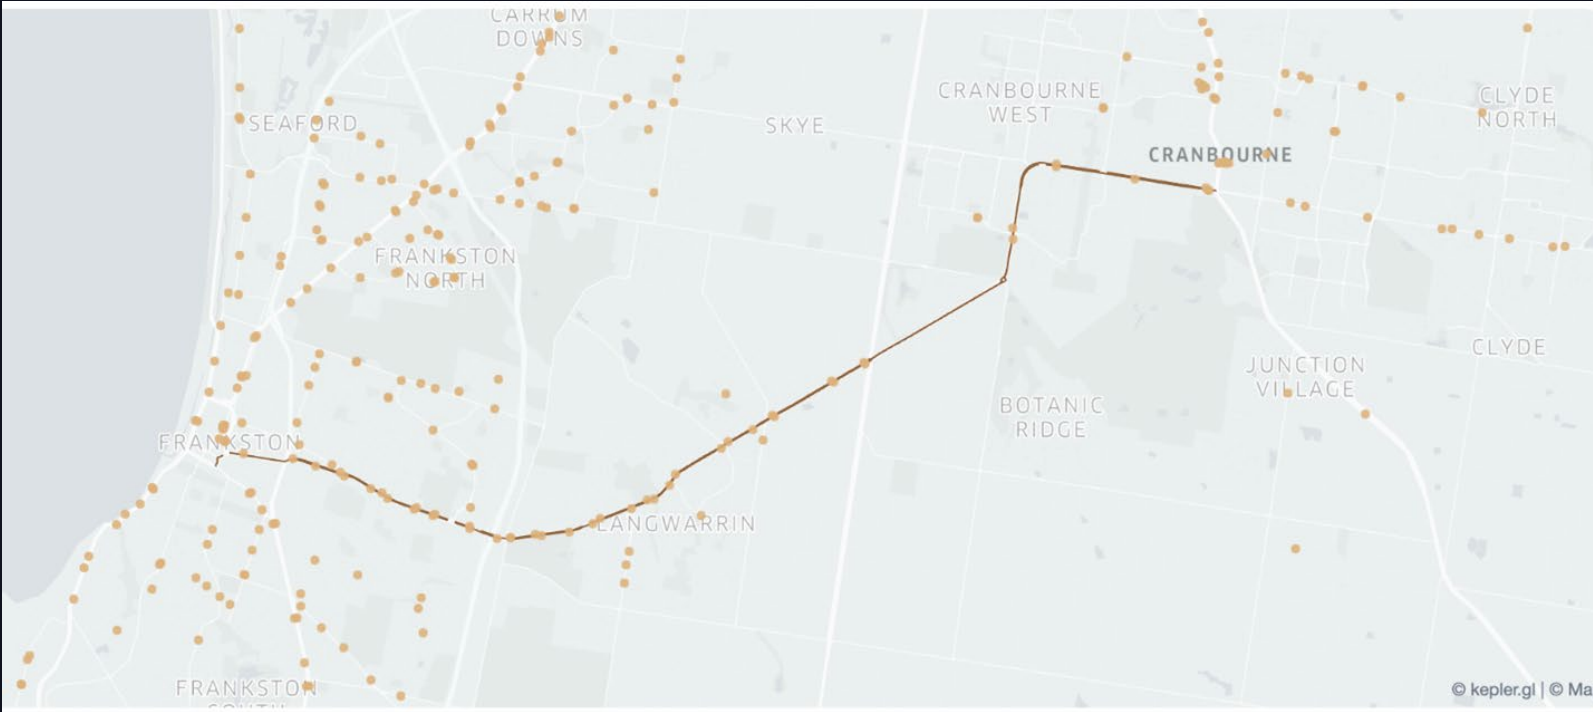 CARRUM
DOWNS
SEAFORD
SKYE
CRANBOURNE
WEST
CLYDE
NORTH
CRANBOURNE
FRANKSTON
NORTH
JUNCTION
VILLAGE
CLYDE
BOTANIC
RIDGE
FRANKSTON
LANGWARRIN
FRANKSTON
SOUTH
© kepler.gl | © Ma